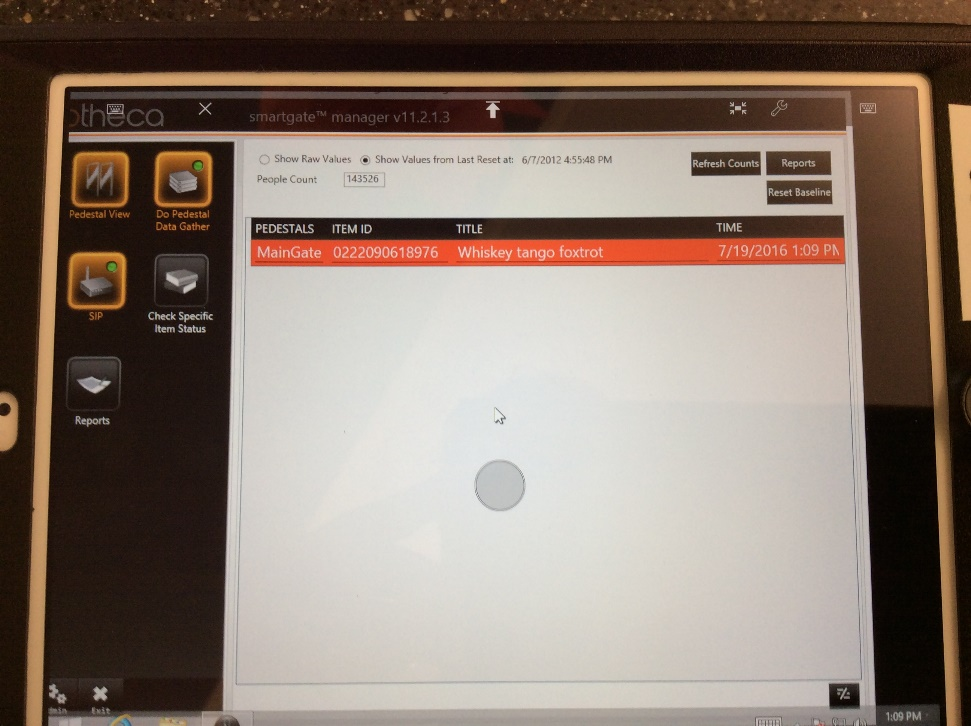 otheca
smartgate™ manager v11.2.1.3
Show Raw Values Show Values from Last Reset at: 6/7/2012 4:55:48 PM
People Count 143526
Refresh Counts
Reports
Reset Baseline
Pedestal View
Do Pedestal
Data Gather
SIP
Check Specific
Item Status
Reports
PEDESTALS ITEM ID TITLE TIME
MainGate 0222090618976 Whiskey tango foxtrot 7/19/2016 1:09 PM
Exit
1:09 PM